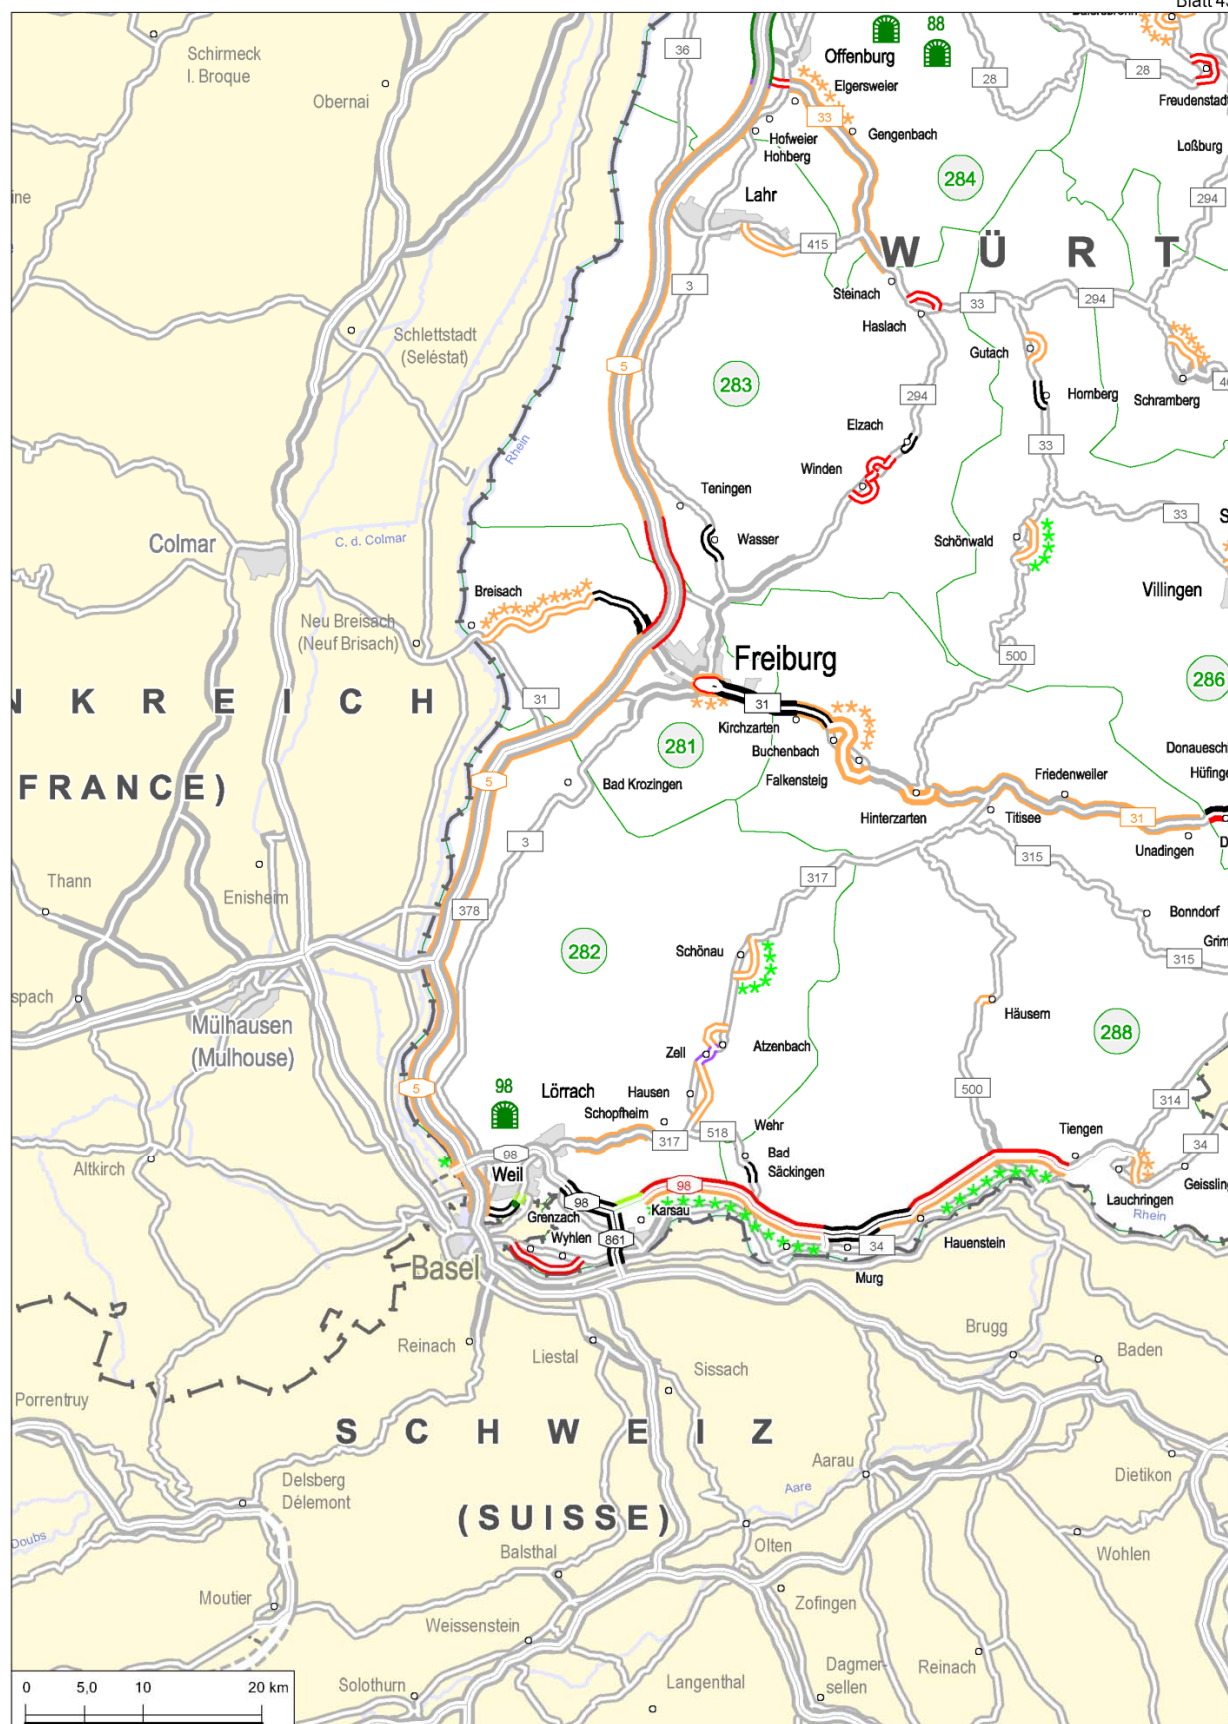 Blatt 4
Baiersbronn
Schirmeck
l. Broque
36
Offenburg
88
28
28
Obernai
Elgersweier
Freudenstadt
33
Hofweier
Hohberg
Gengenbach
Loßburg
284
ine
Lahr
294
415
W Ü R T
3
Steinach
33
294
Haslach
Schlettstadt
(Seléstat)
Gutach
5
283
294
Hornberg
Schramberg
Elzach
33
Rhein
Winden
Teningen
33
S
Colmar
C. d. Colmar
Wasser
Schönwald
Villingen
Breisach
Neu Breisach
(Neuf Brisach)
Freiburg
500
286
N K R E I C H
31
31
Kirchzarten
281
Buchenbach
Donauesch
Hüfinge
(FRANCE)
5
Bad Krozingen
Falkensteig
Friedenweiler
Hinterzarten
Titisee
31
3
Unadingen
D
315
Thann
317
Enisheim
378
Bonndorf
282
Schönau
Grim
315
spach
Häusern
Mülhausen
(Mulhouse)
288
Zell
Atzenbach
5
98
Lörrach
Hausen
500
314
Schopfheim
Wehr
317
518
Tiengen
34
Altkirch
98
Bad
Säckingen
Weil
98
98
Geissling
Lauchringen
Grenzach
Karsau
Rhein
Wyhlen
861
34
Hauenstein
Basel
Murg
Reinach
Liestal
Brugg
Baden
Sissach
Porrentruy
S C H W E I Z
Aarau
Dietikon
Delsberg
Délemont
Aare
(SUISSE)
Doubs
Olten
Balsthal
Wohlen
Moutier
Zofingen
Weissenstein
Reinach
Dagmer-
sellen
Solothurn
Langenthal
0 5,0 10 20 km